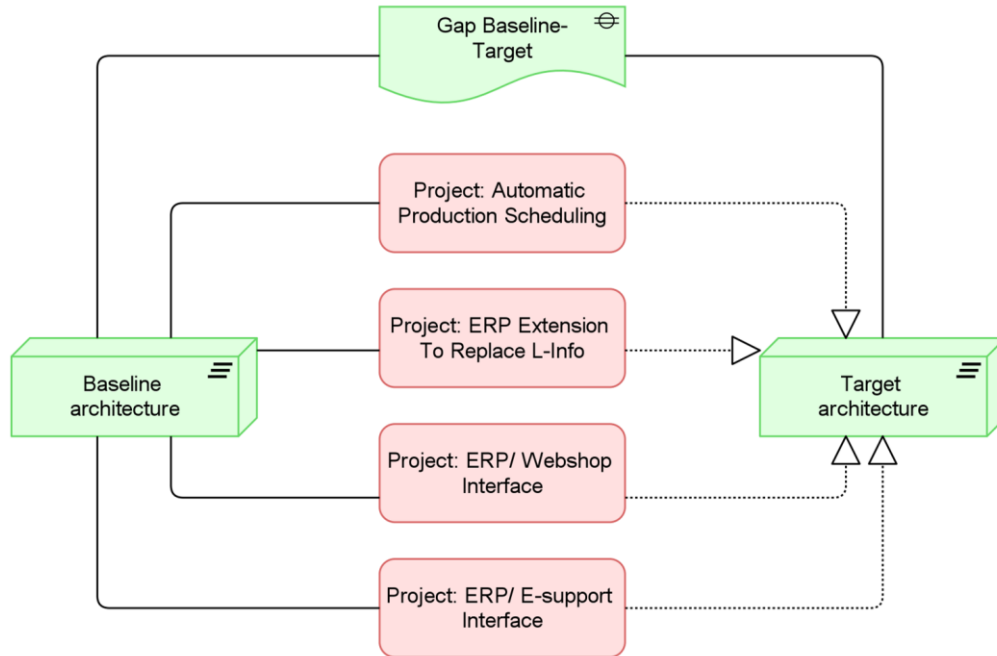 Gap Baseline-
Target
Project: Automatic
Production Scheduling
Project: ERP Extension
To Replace L-Info
Baseline
architecture
Target
architecture
Project: ERP/ Webshop
Interface
Project: ERP/ E-support
Interface